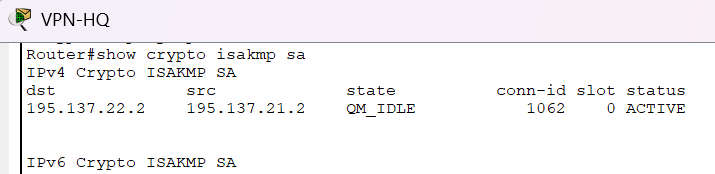 VPN-HQ
Router#show crypto isakmp sa
IPv4 Crypto ISAKMP SA
dst src state conn-id slot status
195.137.22.2 195.137.21.2 QM_IDLE 1062 0 ACTIVE
IPv6 Crypto ISAKMP SA